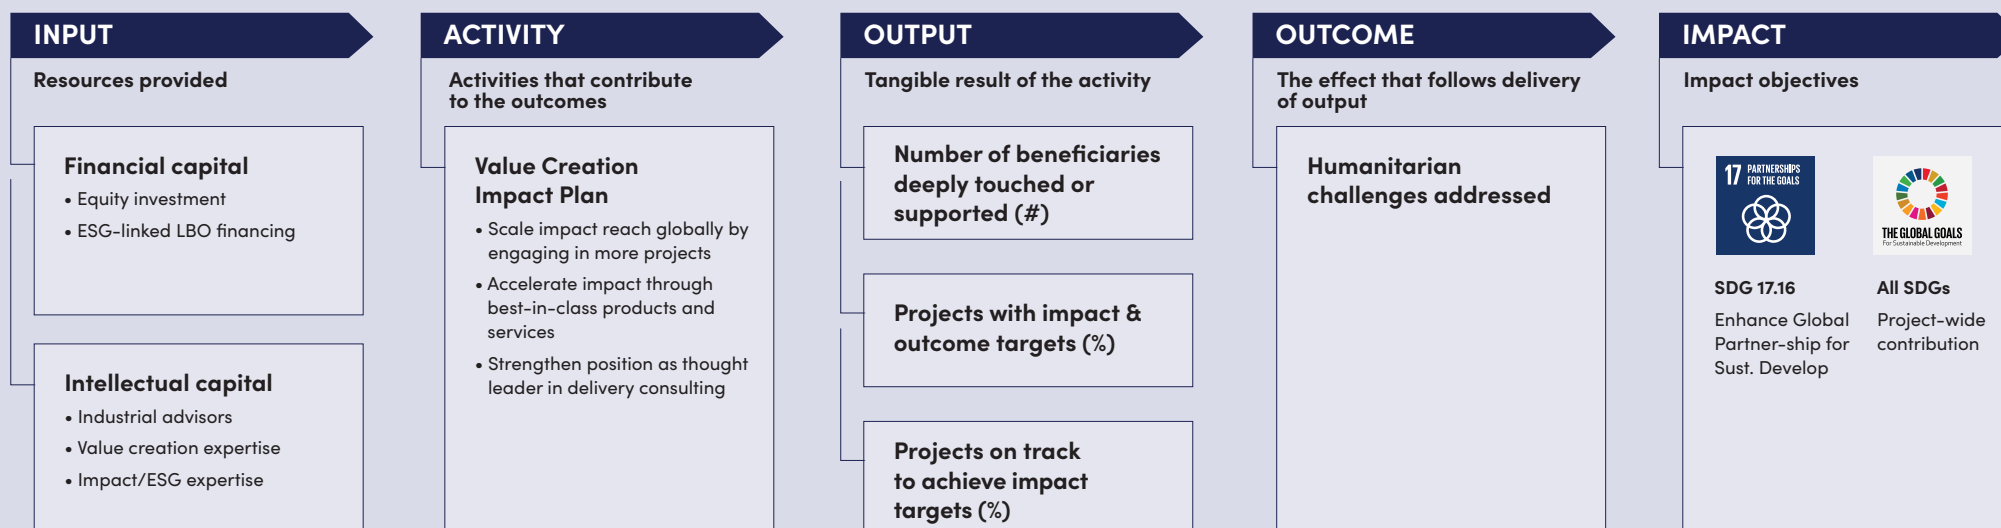 INPUT
Resources provided
Financial capital
• Equity investment
• ESG-linked LBO financing
Intellectual capital
• Industrial advisors
• Value creation expertise
• Impact/ESG expertise
ACTIVITY
Activities that contribute
to the outcomes
Value Creation
Impact Plan
• Scale impact reach globally by
engaging in more projects
• Accelerate impact through
best-in-class products and
services
• Strengthen position as thought
leader in delivery consulting
OUTPUT
Tangible result of the activity
Number of beneficiaries
deeply touched or
supported (#)
Projects with impact &
outcome targets (%)
Projects on track
to achieve impact
targets (%)
OUTCOME
The effect that follows delivery
of output
Humanitarian
challenges addressed
IMPACT
Impact objectives
17 PARTNERSHIPS
FOR THE GOALS
SDG 17.16
Enhance Global
Partner-ship for
Sust. Develop
THE GLOBAL GOALS
For Sustainable Development
All SDGs
Project-wide
contribution